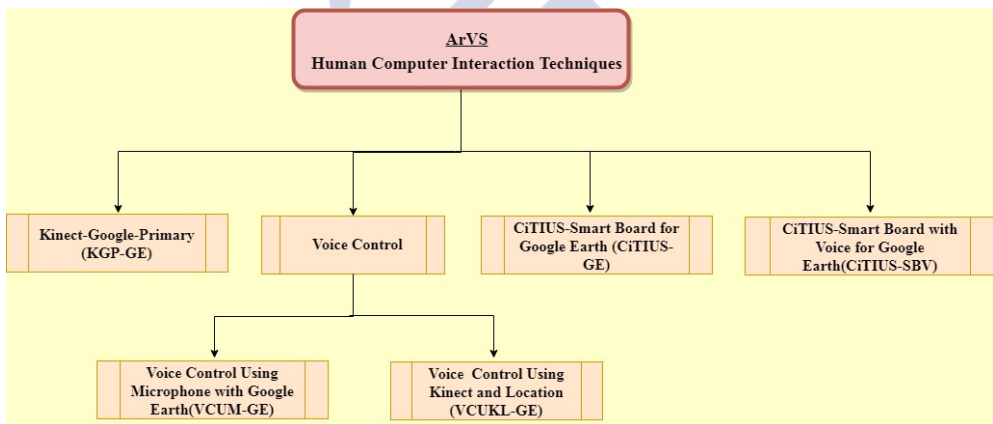 ArVS
Human Computer Interaction Techniques
Kinect-Google-Primary
(KGP-GE)
Voice Control
CiTIUS-Smart Board for
Google Earth (CiTIUS-
GE)
CiTIUS-Smart Board with
Voice for Google
Earth(CiTIUS-SBV)
Voice Control Using
Microphone with Google
Earth(VCUM-GE)
Voice Control Using
Kinect and Location
(VCUKL-GE)